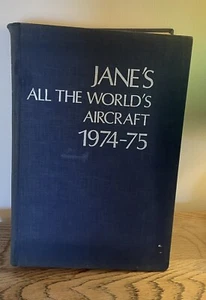 JANE'S
ALL THE WORLD'S
AIRCRAFT
1974-75